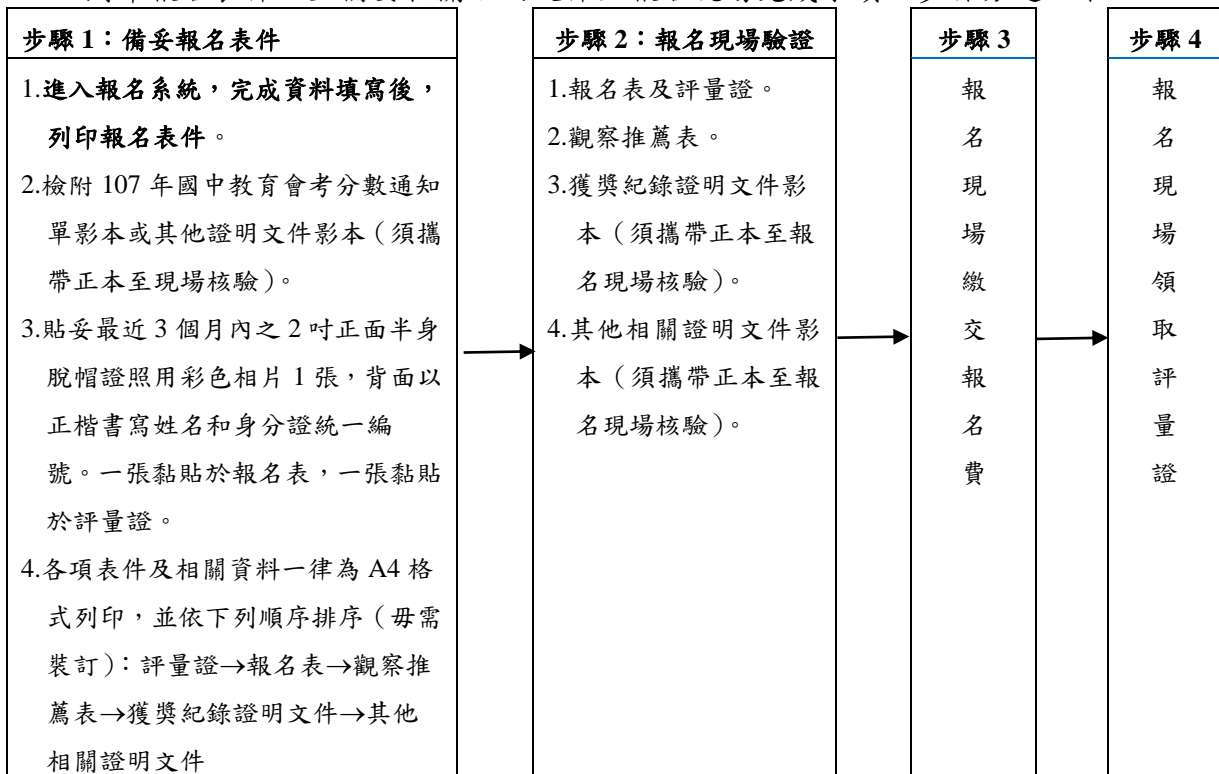 步驟 1：備妥報名表件
1.進入報名系統，完成資料填寫後，
列印報名表件。
2.檢附 107 年國中教育會考分數通知
單影本或其他證明文件影本（須攜
帶正本至現場核驗）。
3.貼妥最近 3 個月內之 2 吋正面半身
脫帽證照用彩色相片 1 張，背面以
正楷書寫姓名和身分證統一編
號。一張黏貼於報名表，一張黏貼
於評量證。
4.各項表件及相關資料一律為 A4 格
式列印，並依下列順序排序（毋需
裝訂）：評量證→報名表→觀察推
薦表→獲獎紀錄證明文件→其他
相關證明文件
步驟 2：報名現場驗證
1.報名表及評量證。
2.觀察推薦表。
3.獲獎紀錄證明文件影
本（須攜帶正本至報
名現場核驗）。
4.其他相關證明文件影
本（須攜帶正本至報
名現場核驗）。
步驟 3
報名現場繳交報名費
步驟 4
報名現場領取評量證